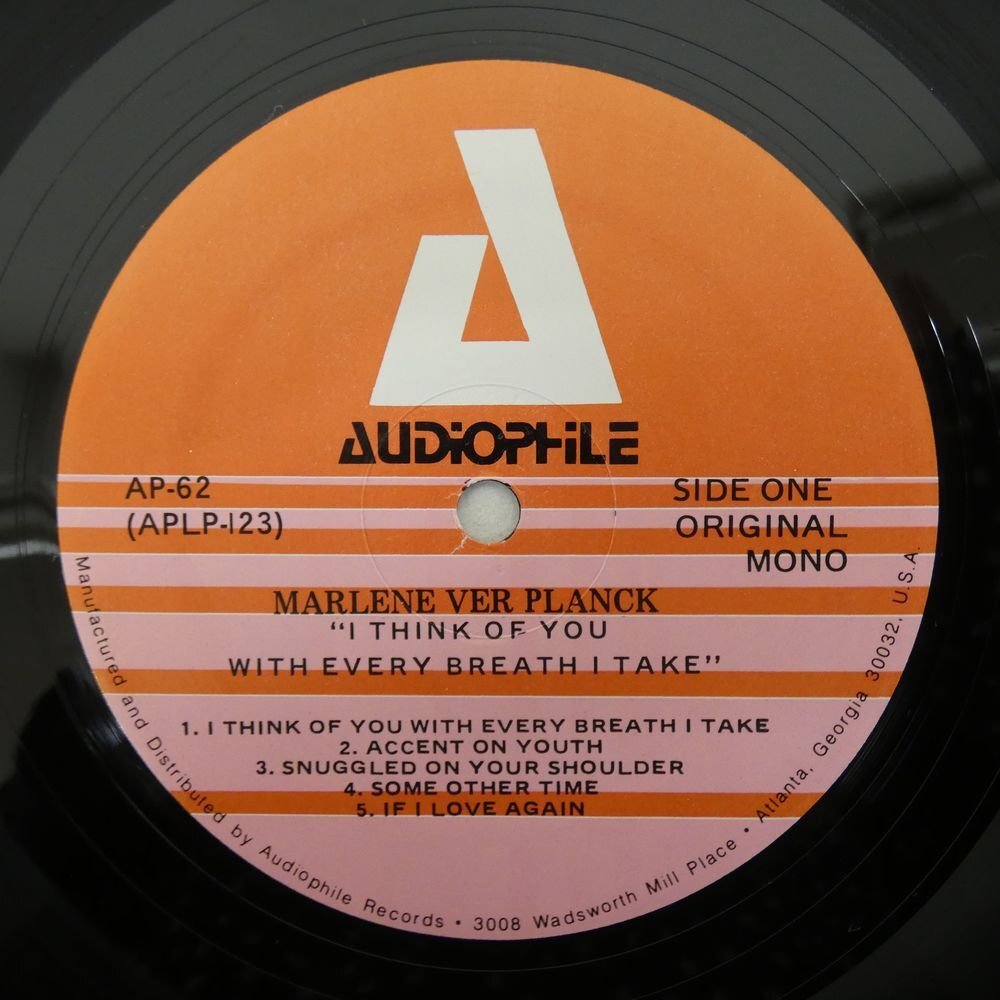 AUDIOPHILE
AP-62
(APLP-123)
SIDE ONE
ORIGINAL
MONO
MARLENE VER PLANCK
“I THINK OF YOU
WITH EVERY BREATH I TAKE”
1. I THINK OF YOU WITH EVERY BREATH I TAKE
2. ACCENT ON YOUTH
3. SNUGGLED ON YOUR SHOULDER
4. SOME OTHER TIME
5. IF I LOVE AGAIN
Manufactured and Distributed by Audiophile Records • 3008 Wadsworth Mill Place • Atlanta, Georgia 30032, U.S.A.